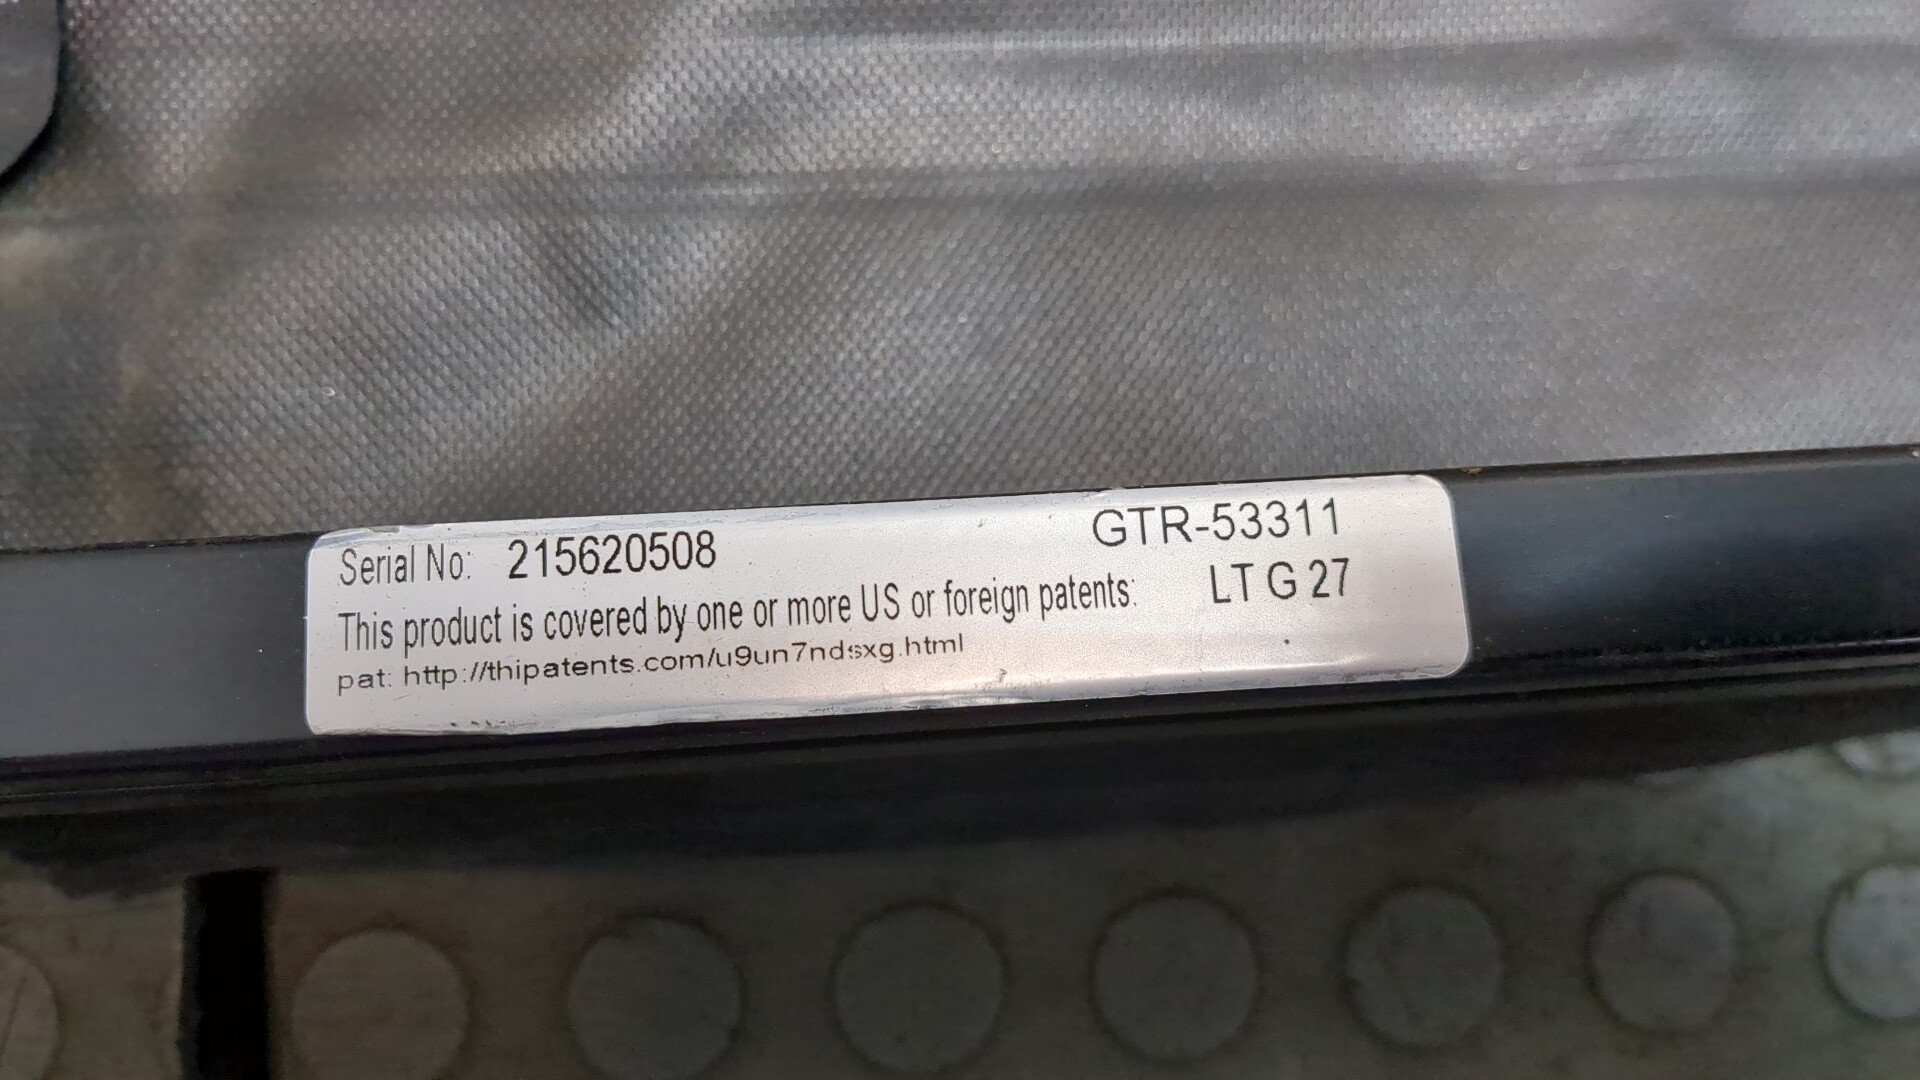 Serial No: 215620508 GTR-53311
This product is covered by one or more US or foreign patents: LT G 27
pat: http://thipatents.com/u9un7ndsxg.html